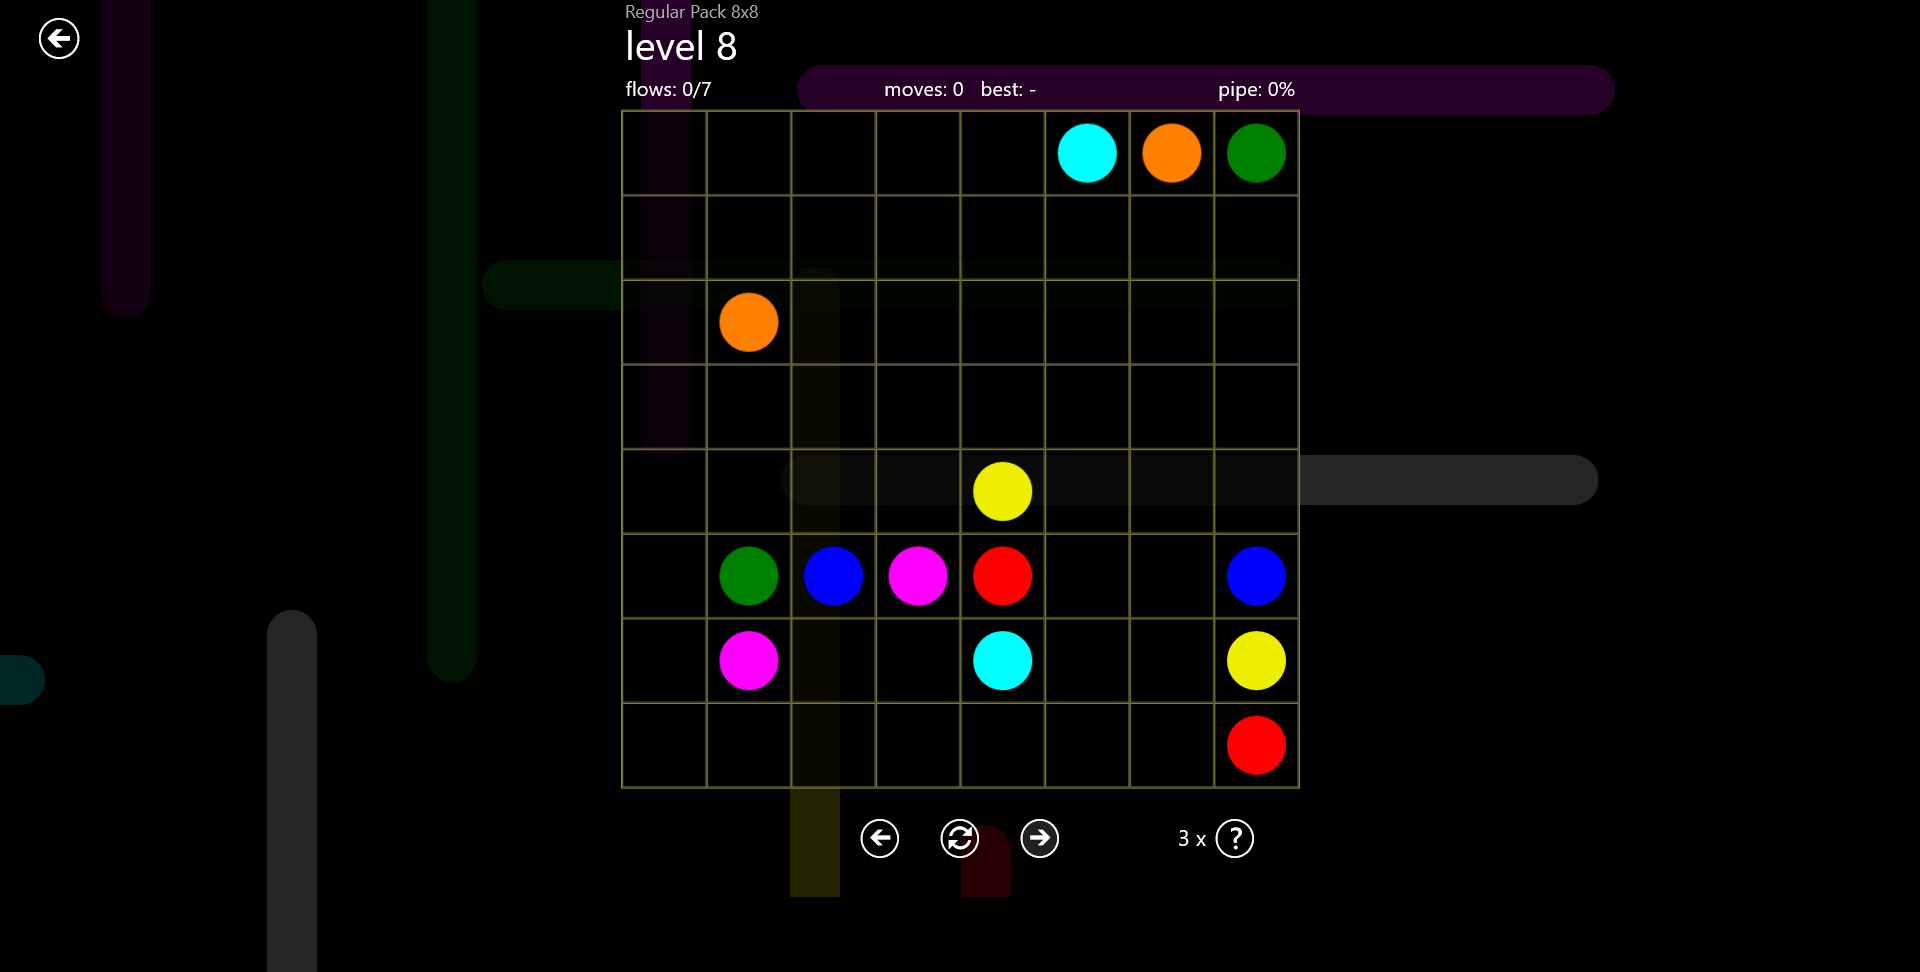 Regular Pack 8x8
level 8
flows: 0/7 moves: 0 best: - pipe: 0%
3 x ?